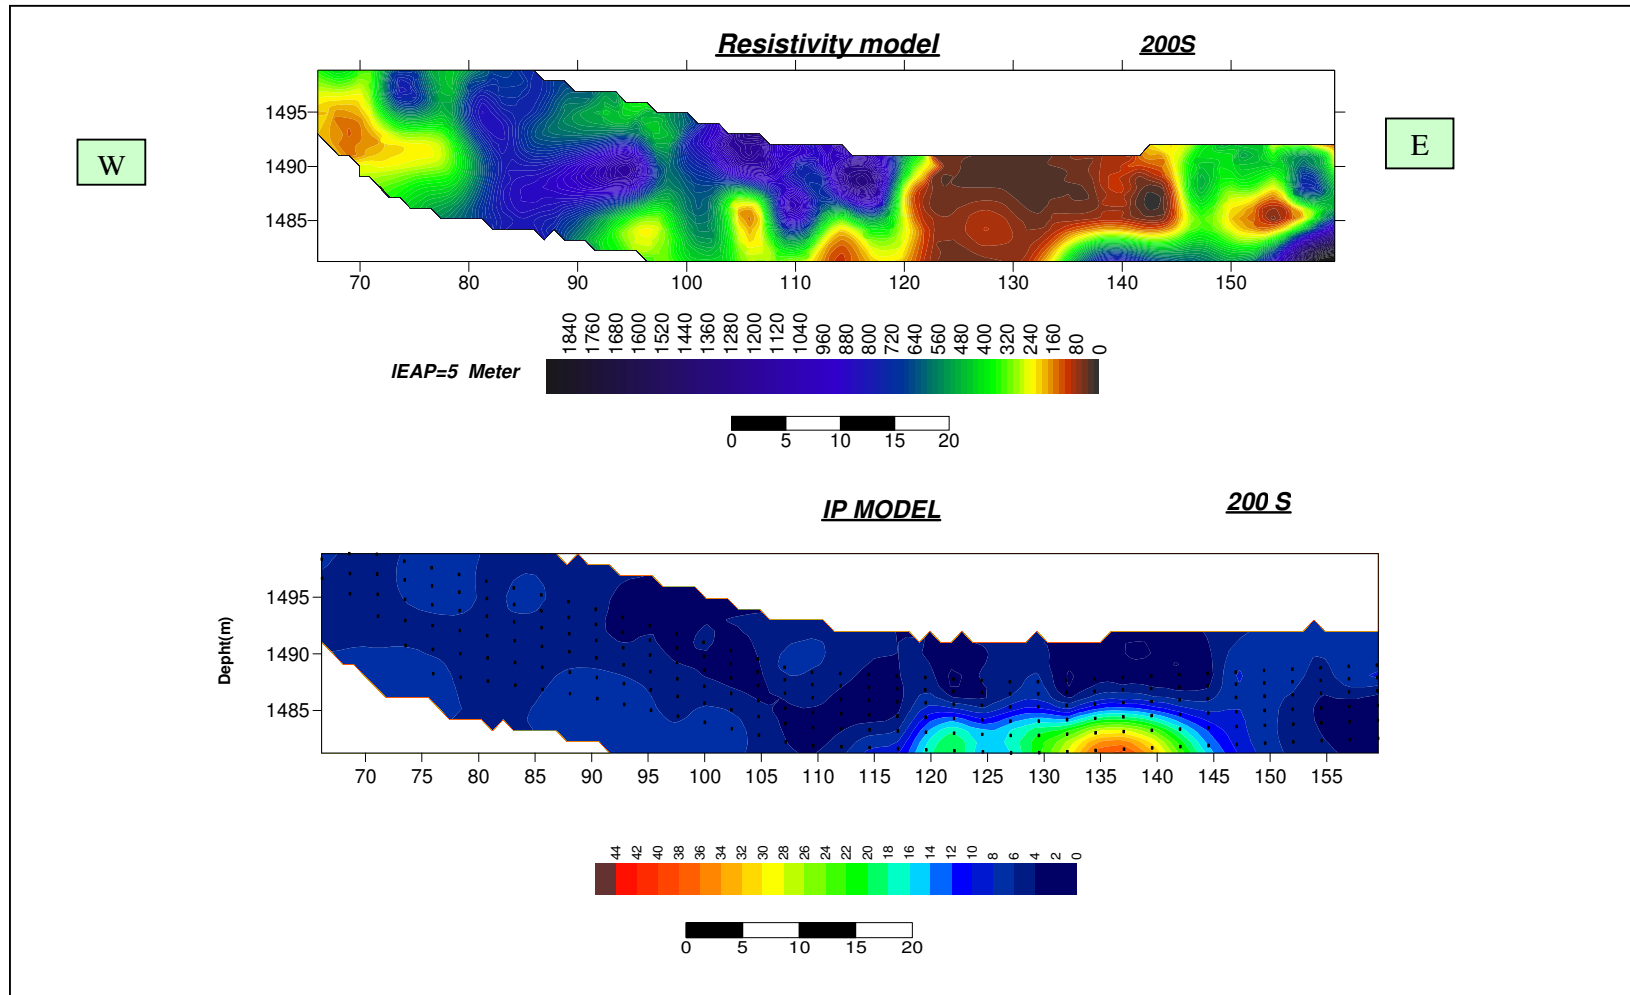 Resistivity model 200S
1495
1490
1485
W
E
70 80 90 100 110 120 130 140 150
1840 1760 1680 1600 1520 1440 1360 1280 1200 1120 1040 960 880 800 720 640 560 480 400 320 240 160 80 0
IEAP=5 Meter
0 5 10 15 20
IP MODEL 200 S
1495
1490
1485
Depht(m)
70 75 80 85 90 95 100 105 110 115 120 125 130 135 140 145 150 155
44 42 40 38 36 34 32 30 28 26 24 22 20 18 16 14 12 10 8 6 4 2 0
0 5 10 15 20